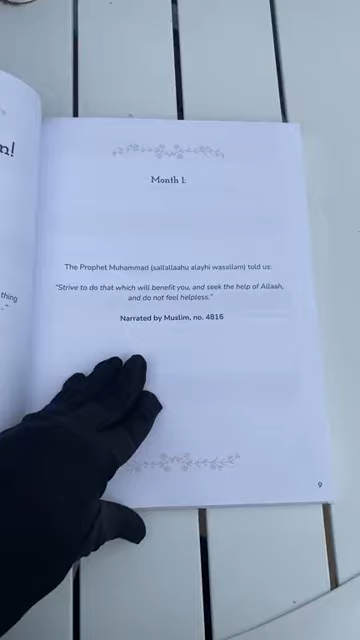 n!
thing
."
Month 1:
The Prophet Muhammad (sallallaahu alayhi wasallam) told us:
"Strive to do that which will benefit you, and seek the help of Allaah,
and do not feel helpless."
Narrated by Muslim, no. 4816
9